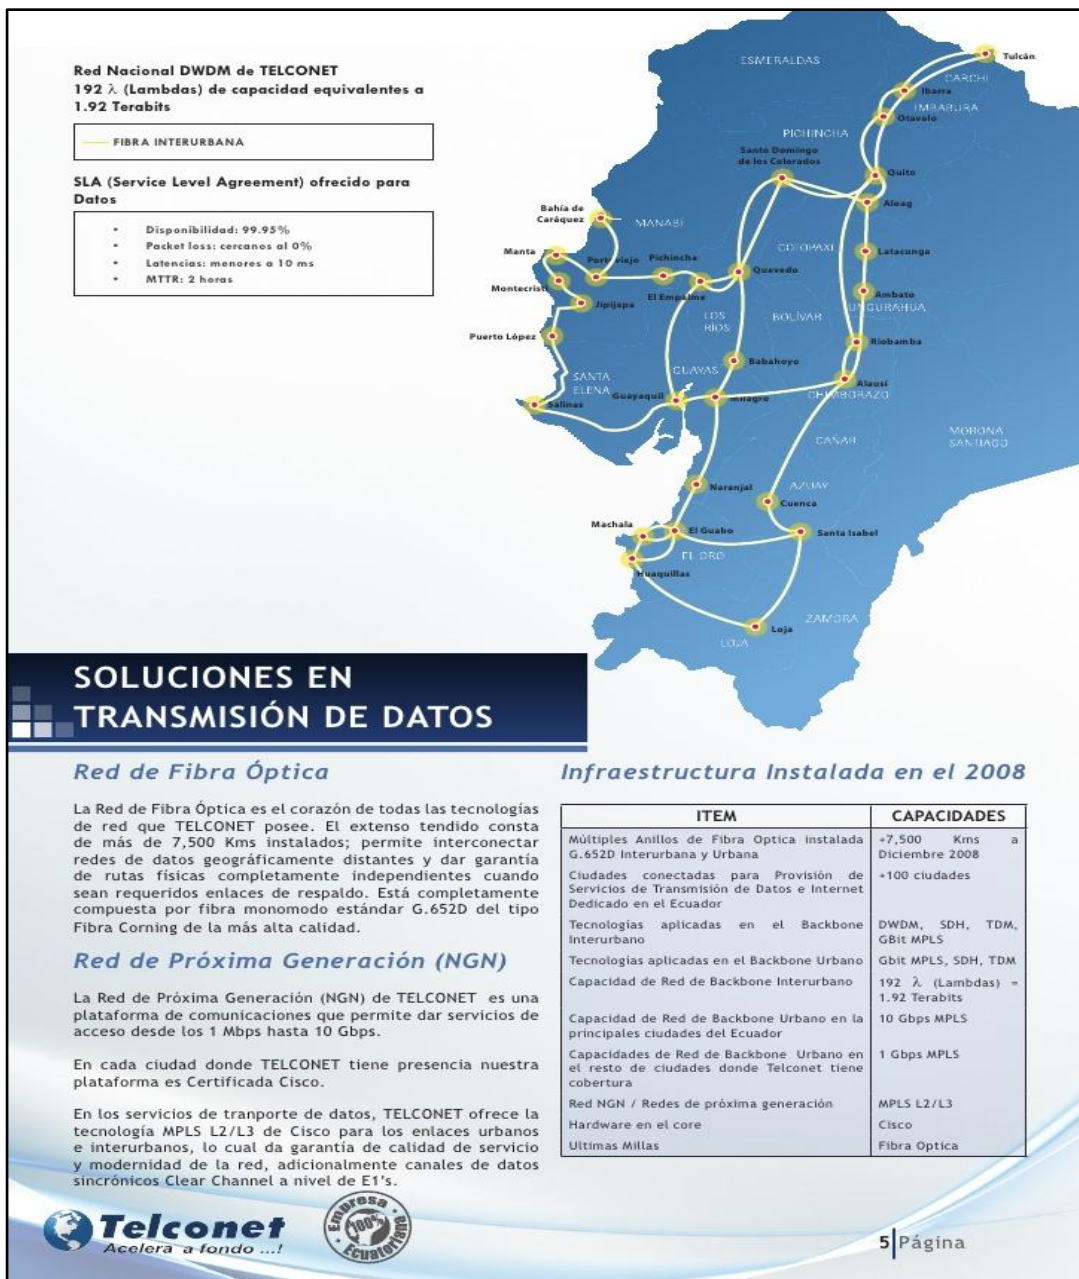 Red Nacional DWDM de TELCONET
192 λ (Lambdas) de capacidad equivalentes a
1.92 Terabits
FIBRA INTERURBANA
SLA (Service Level Agreement) ofrecido para
Datos
• Disponibilidad: 99.95%
• Packet loss: cercanos al 0%
• Latencias: menores a 10 ms
• MTTR: 2 horas
ESMERALDAS
Tulcán
CARCHI
Ibarra
IMBABURA
Otavalo
PICHINCHA
Santo Domingo
de los Colorados
Quito
Aloag
Bahía de
Caráquez
MANABÍ
COTOPAXI
Latacunga
Manta
Portoviejo
Pichincha
Quevedo
Montecristi
El Empalme
Ambato
Jipijapa
UNGURAHUA
LOS
RÍOS
BOLÍVAR
Puerto López
Riobamba
Babahoyo
SANTA
ELENA
GUAYAS
Alausí
CHIMBORAZO
Guayaquil
Milagro
Salinas
CAÑAR
MORONA
SANTIAGO
Naranjal
AZUAY
Cuenca
Machala
El Guabo
Santa Isabel
EL ORO
Huaquillas
ZAMORA
Loja
LOJA
SOLUCIONES EN
TRANSMISIÓN DE DATOS
Red de Fibra Óptica
La Red de Fibra Óptica es el corazón de todas las tecnologías
de red que TELCONET posee. El extenso tendido consta
de más de 7,500 Kms instalados; permite interconectar
redes de datos geográficamente distantes y dar garantía
de rutas físicas completamente independientes cuando
sean requeridos enlaces de respaldo. Está completamente
compuesta por fibra monomodo estándar G.652D del tipo
Fibra Corning de la más alta calidad.
Red de Próxima Generación (NGN)
La Red de Próxima Generación (NGN) de TELCONET es una
plataforma de comunicaciones que permite dar servicios de
acceso desde los 1 Mbps hasta 10 Gbps.
En cada ciudad donde TELCONET tiene presencia nuestra
plataforma es Certificada Cisco.
En los servicios de tranporte de datos, TELCONET ofrece la
tecnología MPLS L2/L3 de Cisco para los enlaces urbanos
e interurbanos, lo cual da garantía de calidad de servicio
y modernidad de la red, adicionalmente canales de datos
sincrónicos Clear Channel a nivel de E1's.
Infraestructura Instalada en el 2008
ITEM CAPACIDADES
Múltiples Anillos de Fibra Optica instalada +7,500 Kms a
G.652D Interurbana y Urbana Diciembre 2008
Ciudades conectadas para Provisión de +100 ciudades
Servicios de Transmisión de Datos e Internet
Dedicado en el Ecuador
Tecnologías aplicadas en el Backbone DWDM, SDH, TDM,
Interurbano GBit MPLS
Tecnologías aplicadas en el Backbone Urbano Gbit MPLS, SDH, TDM
Capacidad de Red de Backbone Interurbano 192 λ (Lambdas) =
1.92 Terabits
Capacidad de Red de Backbone Urbano en la 10 Gbps MPLS
principales ciudades del Ecuador
Capacidades de Red de Backbone Urbano en 1 Gbps MPLS
el resto de ciudades donde Telconet tiene
cobertura
Red NGN / Redes de próxima generación MPLS L2/L3
Hardware en el core Cisco
Ultimas Millas Fibra Optica
Telconet
Acelera a fondo ...!
Empresa
100%
Ecuatoriana
5 Página